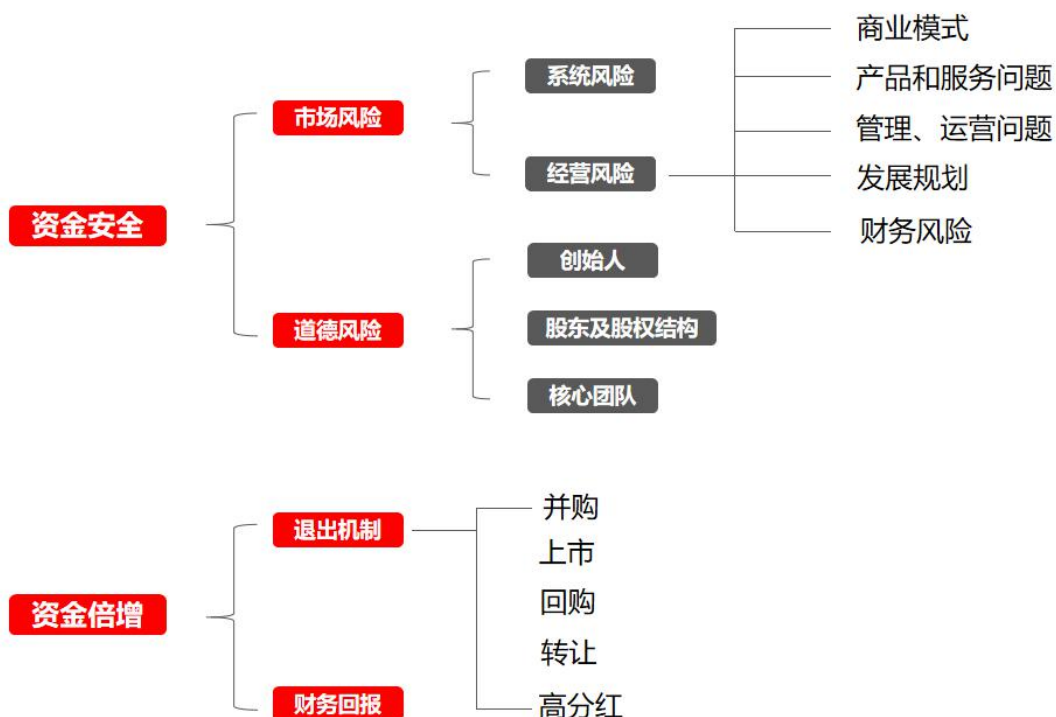 资金安全
市场风险
系统风险
经营风险
商业模式
产品和服务问题
管理、运营问题
发展规划
财务风险
道德风险
创始人
股东及股权结构
核心团队
资金倍增
退出机制
并购
上市
回购
转让
高分红
财务回报